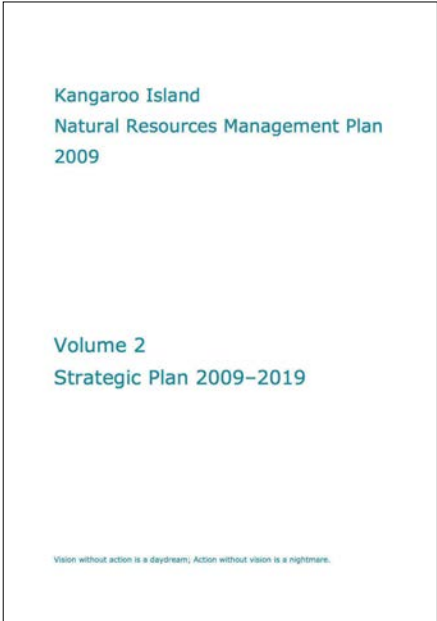 Kangaroo Island
Natural Resources Management Plan
2009
Volume 2
Strategic Plan 2009–2019
Vision without action is a daydream; Action without vision is a nightmare.